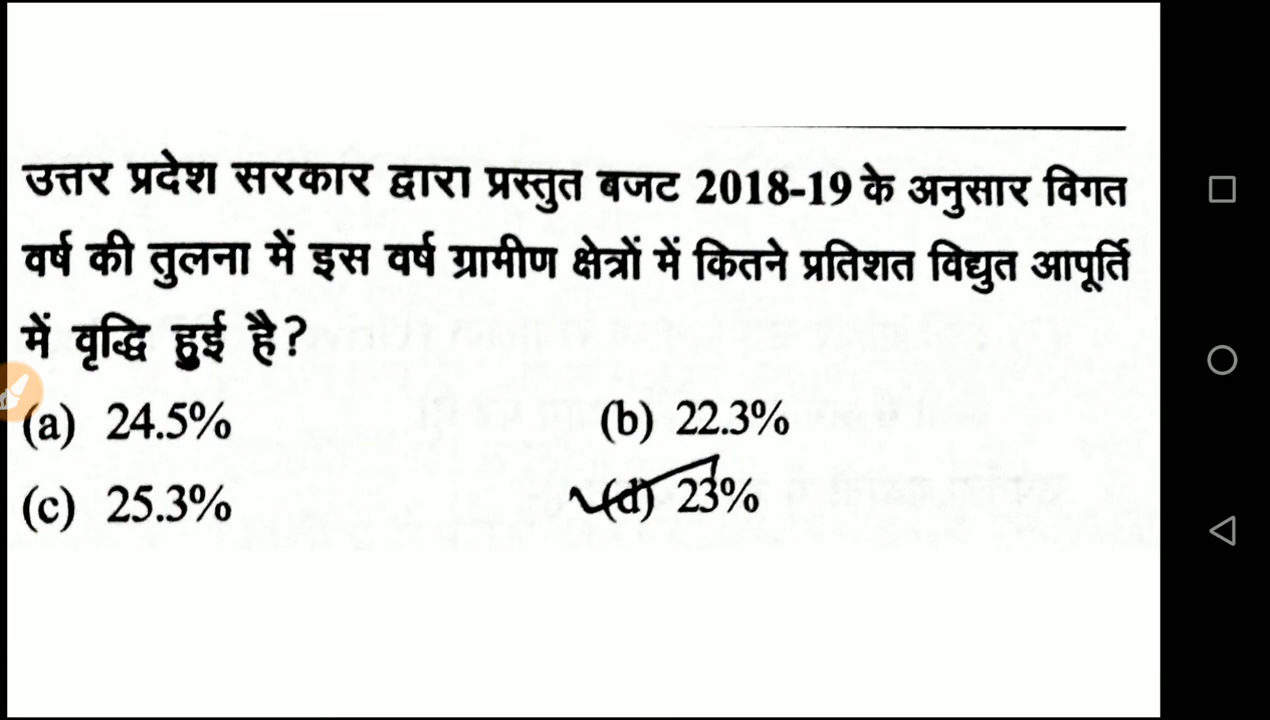 उत्तर प्रदेश सरकार द्वारा प्रस्तुत बजट 2018-19 के अनुसार विगत
वर्ष की तुलना में इस वर्ष ग्रामीण क्षेत्रों में कितने प्रतिशत विद्युत आपूर्ति
में वृद्धि हुई है?
(a) 24.5% (b) 22.3%
(c) 25.3% (d) 23%